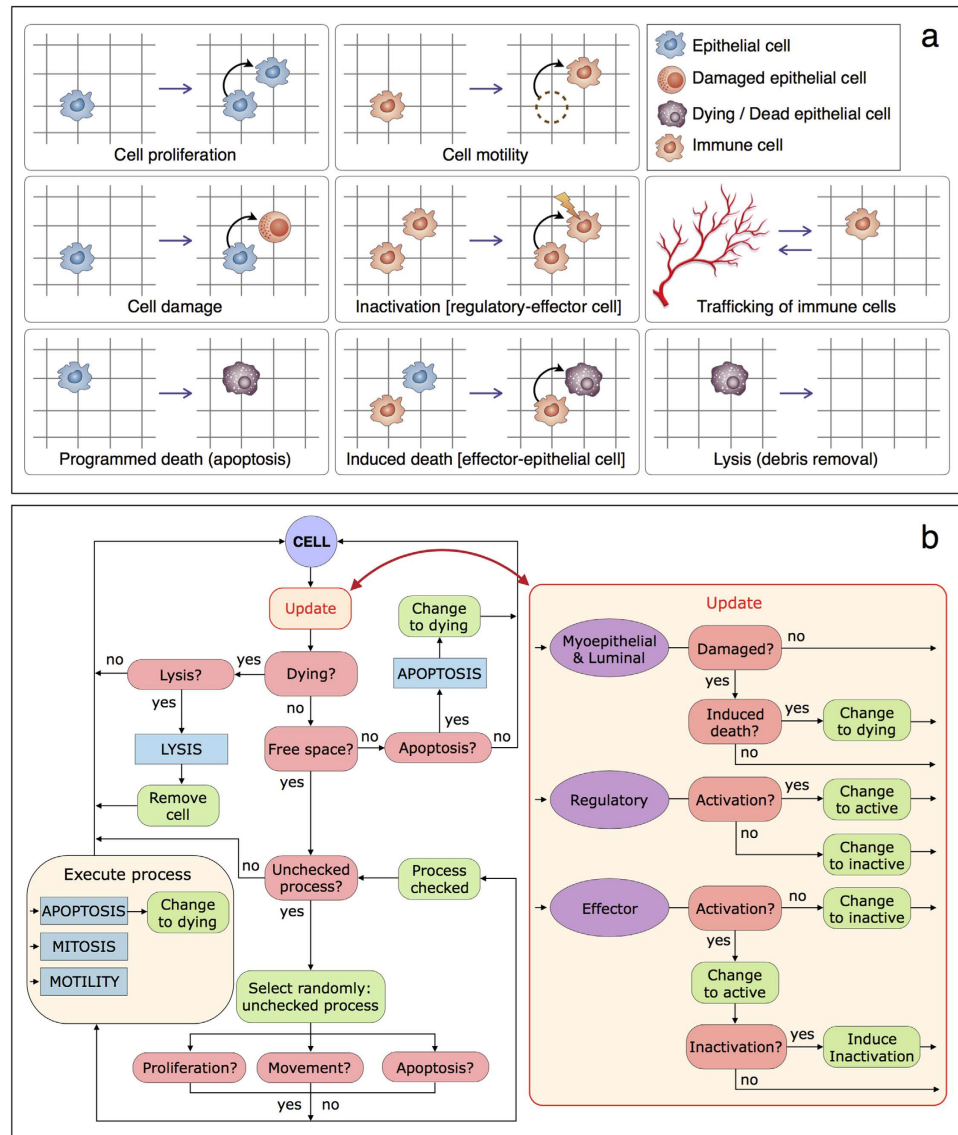 a
Epithelial cell
Damaged epithelial cell
Dying / Dead epithelial cell
Immune cell
Cell proliferation
Cell motility
Cell damage
Inactivation [regulatory-effector cell]
Trafficking of immune cells
Programmed death (apoptosis)
Induced death [effector-epithelial cell]
Lysis (debris removal)
b
CELL
Update
Dying?
yes
no
Lysis?
no
yes
LYSIS
Remove
cell
Free space?
no
yes
Apoptosis?
yes
no
APOPTOSIS
Change
to dying
Unchecked
process?
no
yes
Process
checked
Select randomly:
unchecked process
Proliferation?
Movement?
Apoptosis?
yes
no
Execute process
APOPTOSIS
Change
to dying
MITOSIS
MOTILITY
Update
Myoepithelial
& Luminal
Damaged?
no
yes
Induced
death?
yes
Change
to dying
no
Regulatory
Activation?
yes
Change
to active
no
Change
to inactive
Effector
Activation?
no
Change
to inactive
yes
Change
to active
Inactivation?
yes
Induce
Inactivation
no